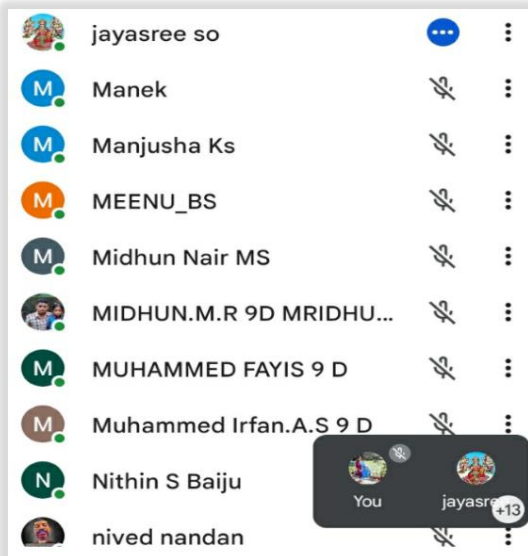 jayasree so
M Manek
M Manjusha Ks
M MEENU_BS
M Midhun Nair MS
MIDHUN.M.R 9D MRIDHU...
M MUHAMMED FAYIS 9 D
M Muhammed Irfan.A.S 9 D
N Nithin S Baiju
You jayasre
+13
nived nandan